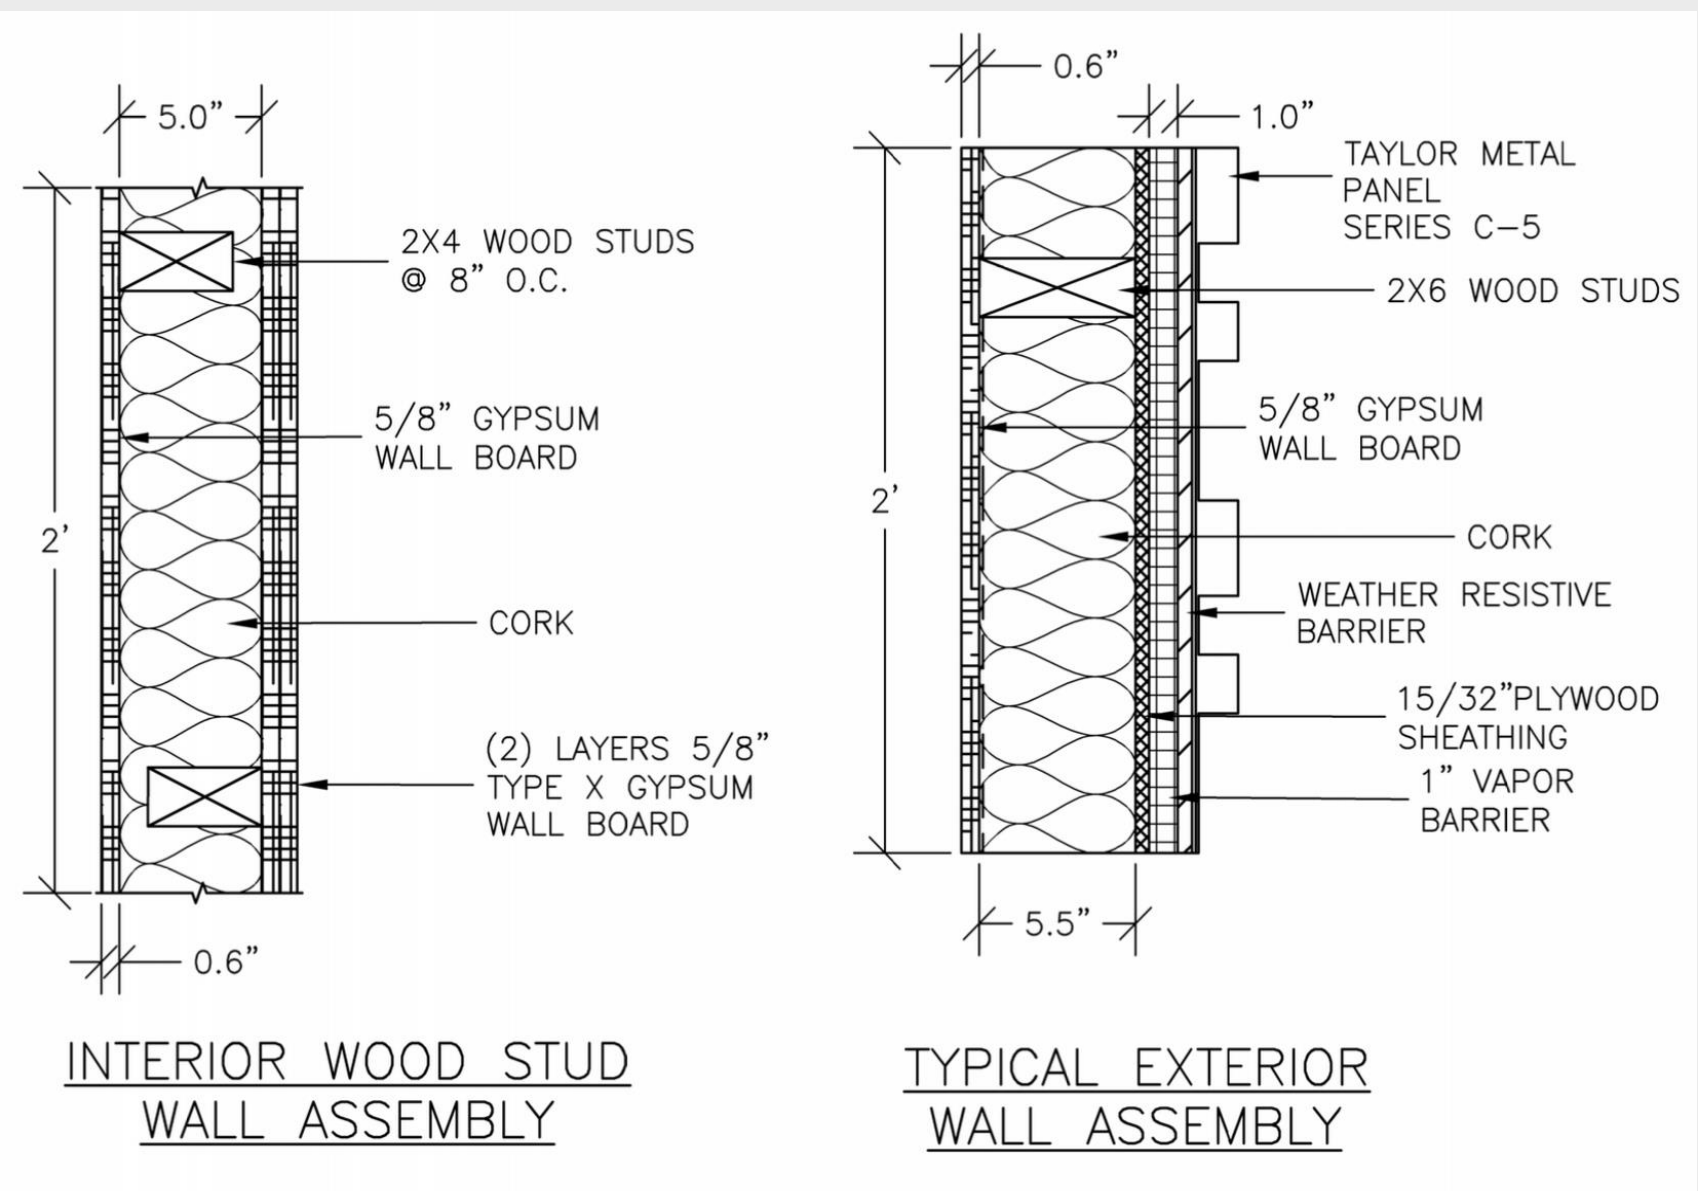 5.0"
2X4 WOOD STUDS
@ 8" O.C.
5/8" GYPSUM
WALL BOARD
2'
CORK
(2) LAYERS 5/8"
TYPE X GYPSUM
WALL BOARD
0.6"
INTERIOR WOOD STUD
WALL ASSEMBLY
0.6"
1.0"
TAYLOR METAL
PANEL
SERIES C-5
2X6 WOOD STUDS
5/8" GYPSUM
WALL BOARD
2'
CORK
WEATHER RESISTIVE
BARRIER
15/32"PLYWOOD
SHEATHING
1" VAPOR
BARRIER
5.5"
TYPICAL EXTERIOR
WALL ASSEMBLY